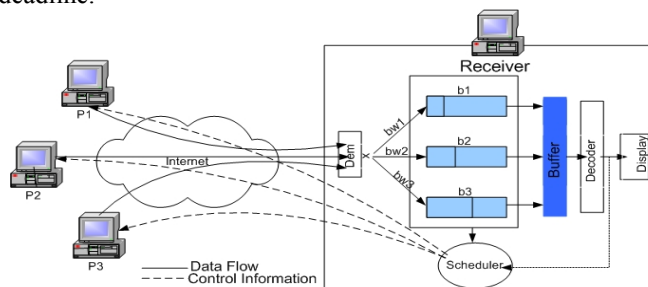 deadline.
Receiver
P1
P2
P3
Internet
Dem
bw1
bw2
bw3
b1
b2
b3
Buffer
Decoder
Display
Scheduler
Data Flow
Control Information